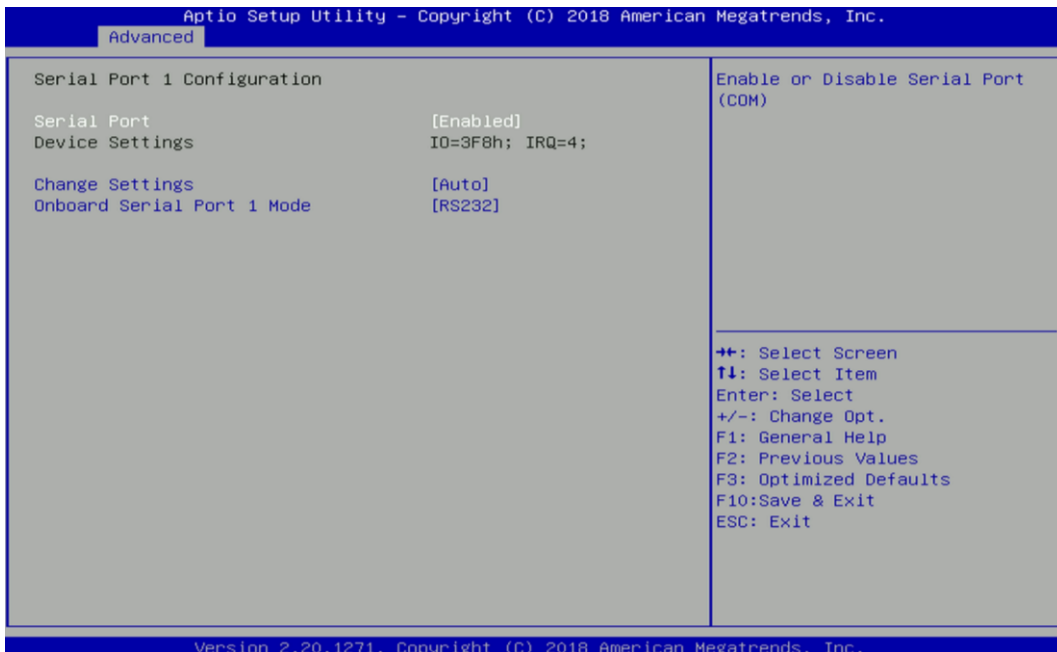 Aptio Setup Utility – Copyright (C) 2018 American Megatrends, Inc.
Advanced
Serial Port 1 Configuration
Serial Port [Enabled]
Device Settings IO=3F8h; IRQ=4;
Change Settings [Auto]
Onboard Serial Port 1 Mode [RS232]
Enable or Disable Serial Port
(COM)
→←: Select Screen
↑↓: Select Item
Enter: Select
+/-: Change Opt.
F1: General Help
F2: Previous Values
F3: Optimized Defaults
F10:Save & Exit
ESC: Exit
Version 2.20.1271. Copyright (C) 2018 American Megatrends, Inc.